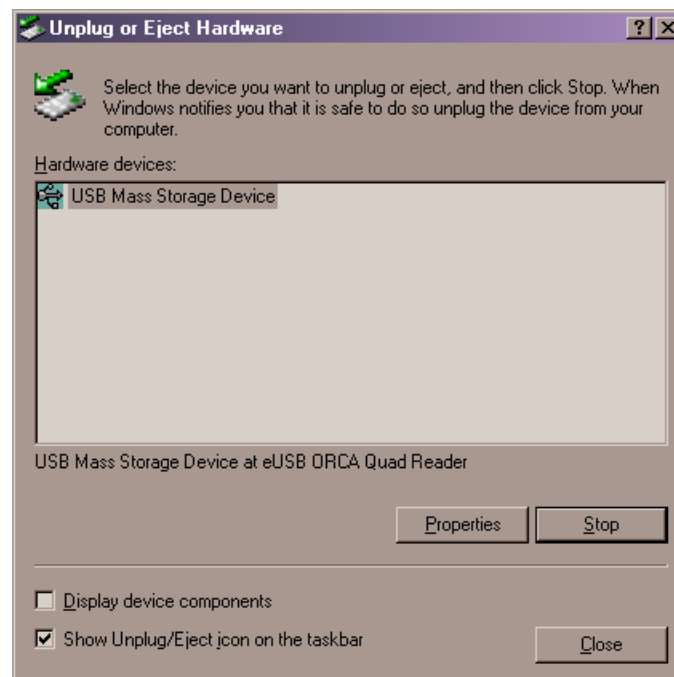 Unplug or Eject Hardware
Select the device you want to unplug or eject, and then click Stop. When
Windows notifies you that it is safe to do so unplug the device from your
computer.
Hardware devices:
USB Mass Storage Device
USB Mass Storage Device at eUSB ORCA Quad Reader
Properties
Stop
Display device components
Show Unplug/Eject icon on the taskbar
Close